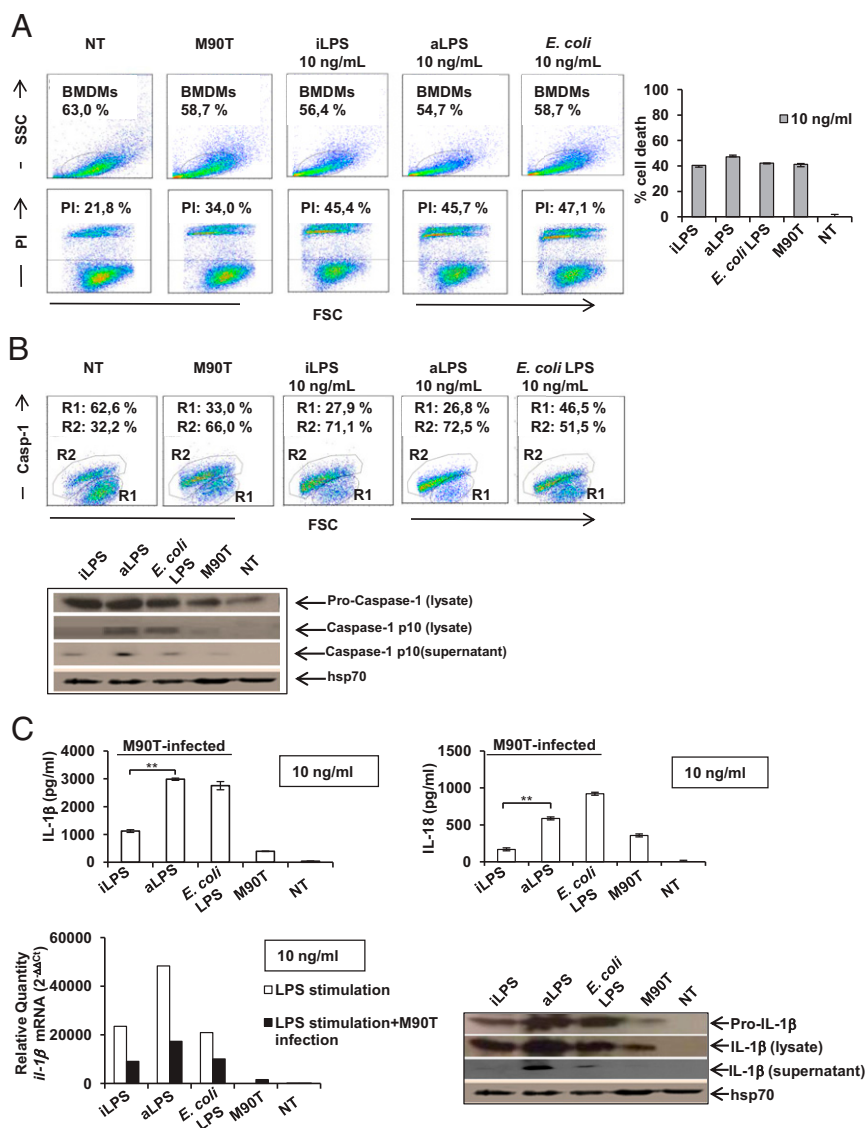 A
NT
M90T
iLPS
10 ng/mL
aLPS
10 ng/mL
E. coli
10 ng/mL
– SSC →
BMDMs
63,0 %
BMDMs
58,7 %
BMDMs
56,4 %
BMDMs
54,7 %
BMDMs
58,7 %
— PI →
PI: 21,8 %
PI: 34,0 %
PI: 45,4 %
PI: 45,7 %
PI: 47,1 %
FSC
% cell death
100
80
60
40
20
0
10 ng/ml
iLPS
aLPS
E. coli LPS
M90T
NT
B
NT
M90T
iLPS
10 ng/mL
aLPS
10 ng/mL
E. coli LPS
10 ng/mL
– Casp-1 →
R1: 62,6 %
R2: 32,2 %
R2
R1
R1: 33,0 %
R2: 66,0 %
R2
R1
R1: 27,9 %
R2: 71,1 %
R2
R1
R1: 26,8 %
R2: 72,5 %
R2
R1
R1: 46,5 %
R2: 51,5 %
R2
R1
FSC
iLPS
aLPS
E. coli
LPS
M90T
NT
Pro-Caspase-1 (lysate)
Caspase-1 p10 (lysate)
Caspase-1 p10(supernatant)
hsp70
C
IL-1β (pg/ml)
4000
3000
2000
1000
0
M90T-infected
**
10 ng/ml
iLPS
aLPS
E. coli
LPS
M90T
NT
IL-18 (pg/ml)
1500
1000
500
0
M90T-infected
**
10 ng/ml
iLPS
aLPS
E. coli
LPS
M90T
NT
Relative Quantity
il-1β mRNA (2-ΔΔCt)
60000
40000
20000
0
10 ng/ml
LPS stimulation
LPS stimulation+M90T
infection
iLPS
aLPS
E. coli
LPS
M90T
NT
iLPS
aLPS
E. coli
LPS
M90T
NT
Pro-IL-1β
IL-1β (lysate)
IL-1β (supernatant)
hsp70